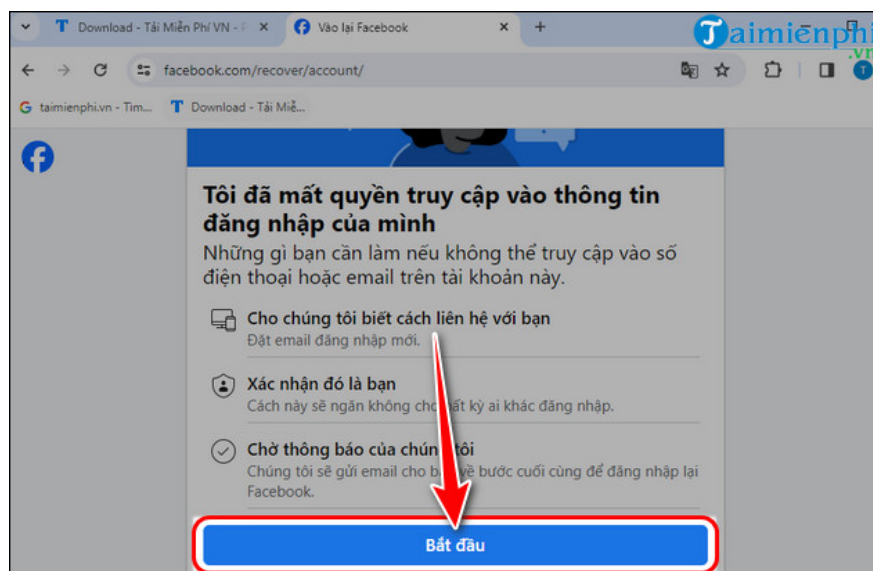 Download - Tải Miễn Phí VN - P
Vào lại Facebook
Taimienphi
.vn
facebook.com/recover/account/
T
taimienphi.vn - Tìm...
Download - Tải Miễ...
Tôi đã mất quyền truy cập vào thông tin
đăng nhập của mình
Những gì bạn cần làm nếu không thể truy cập vào số
điện thoại hoặc email trên tài khoản này.
Cho chúng tôi biết cách liên hệ với bạn
Đặt email đăng nhập mới.
Xác nhận đó là bạn
Cách này sẽ ngăn không cho bất kỳ ai khác đăng nhập.
Chờ thông báo của chúng tôi
Chúng tôi sẽ gửi email cho bạn về bước cuối cùng để đăng nhập lại
Facebook.
Bắt đầu